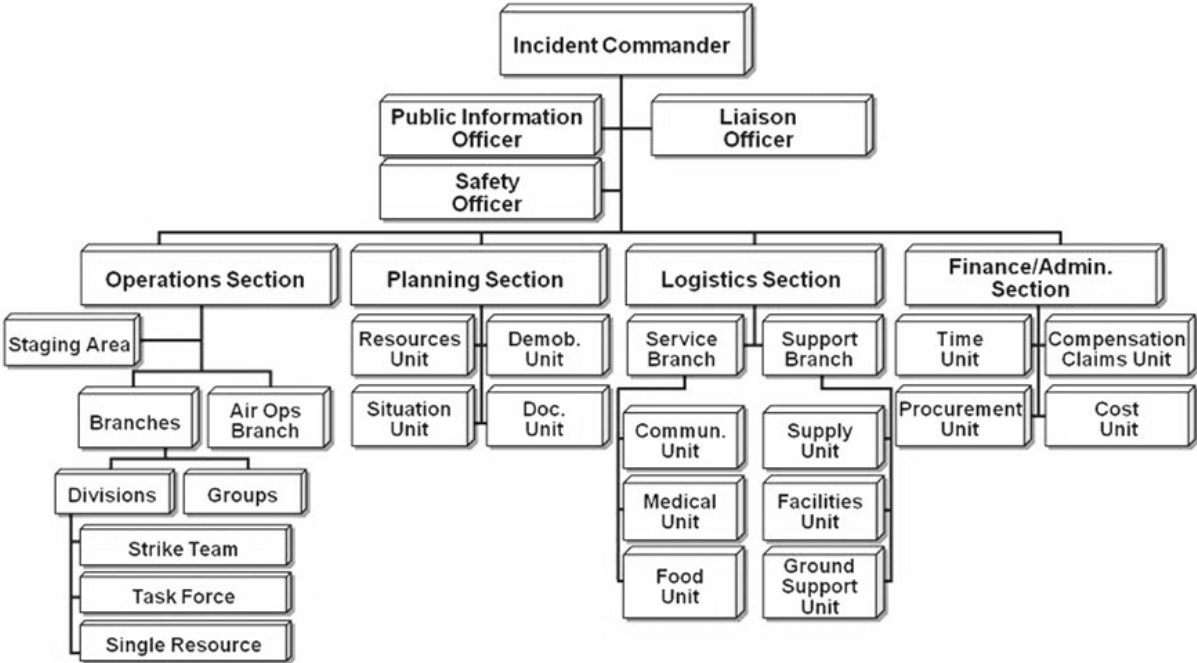 Incident Commander
Public Information
Officer
Liaison
Officer
Safety
Officer
Operations Section
Planning Section
Logistics Section
Finance/Admin.
Section
Staging Area
Branches
Air Ops
Branch
Divisions
Groups
Strike Team
Task Force
Single Resource
Resources
Unit
Demob.
Unit
Situation
Unit
Doc.
Unit
Service
Branch
Support
Branch
Commun.
Unit
Supply
Unit
Medical
Unit
Facilities
Unit
Food
Unit
Ground
Support
Unit
Time
Unit
Compensation
Claims Unit
Procurement
Unit
Cost
Unit